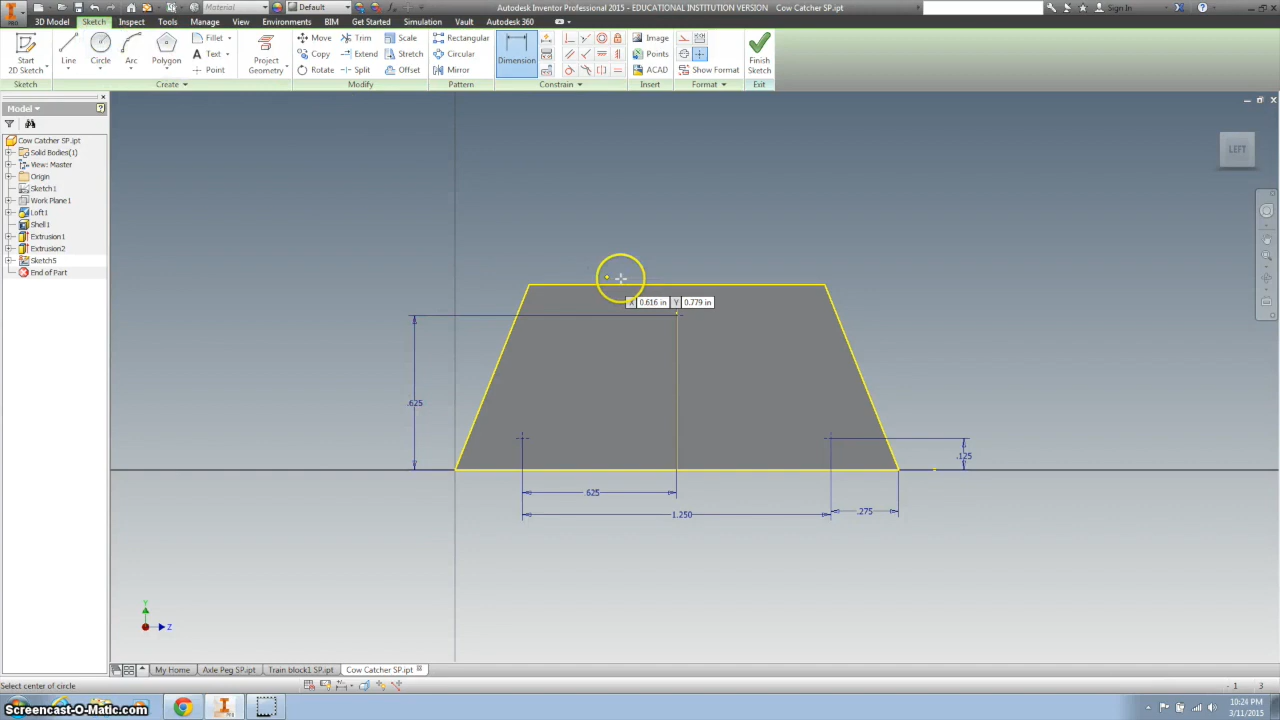 Material
Default
Autodesk Inventor Professional 2015 - EDUCATIONAL INSTITUTION VERSION Cow Catcher SP.ipt
Sign In
PRO
3D Model
Sketch
Inspect
Tools
Manage
View
Environments
BIM
Get Started
Simulation
Vault
Autodesk 360
Start
2D Sketch
Line
Circle
Arc
Polygon
Fillet
Text
Point
Project
Geometry
Move
Trim
Scale
Copy
Extend
Stretch
Rotate
Split
Offset
Rectangular
Circular
Mirror
Dimension
Image
Points
ACAD
Show Format
Finish
Sketch
Sketch
Create
Modify
Pattern
Constrain
Insert
Format
Exit
Model
Cow Catcher SP.ipt
Solid Bodies(1)
View: Master
Origin
Sketch1
Work Plane1
Loft1
Shell1
Extrusion1
Extrusion2
Sketch5
End of Part
LEFT
X 0.616 in Y 0.779 in
.625
.125
.625
1.250
.275
Y
Z
My Home
Axle Peg SP.ipt
Train block1 SP.ipt
Cow Catcher SP.ipt
Select center of circle
1
3
Screencast-O-Matic.com
10:24 PM
3/11/2015